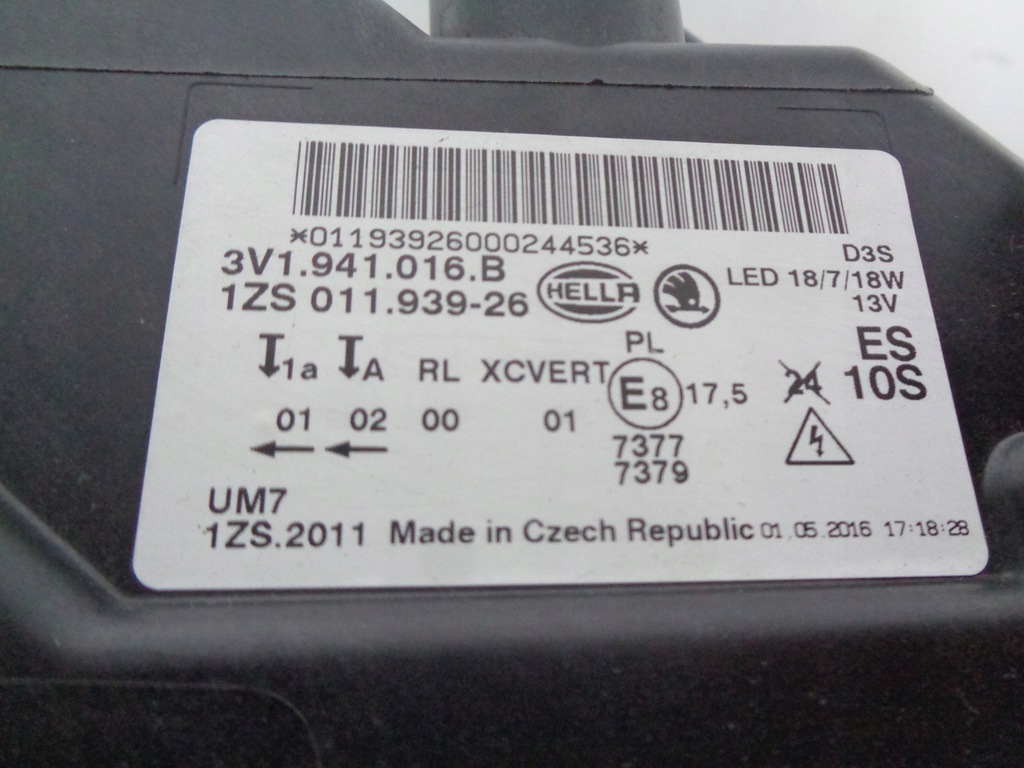 *01193926000244536*
3V1.941.016.B
1ZS 011.939-26
HELLA
D3S
LED 18/7/18W
13V
ES
10S
1a A RL XCVERT
01 02 00 01
PL
E8 17,5
24
7377
7379
UM7
1ZS.2011 Made in Czech Republic 01.05.2016 17:18:28